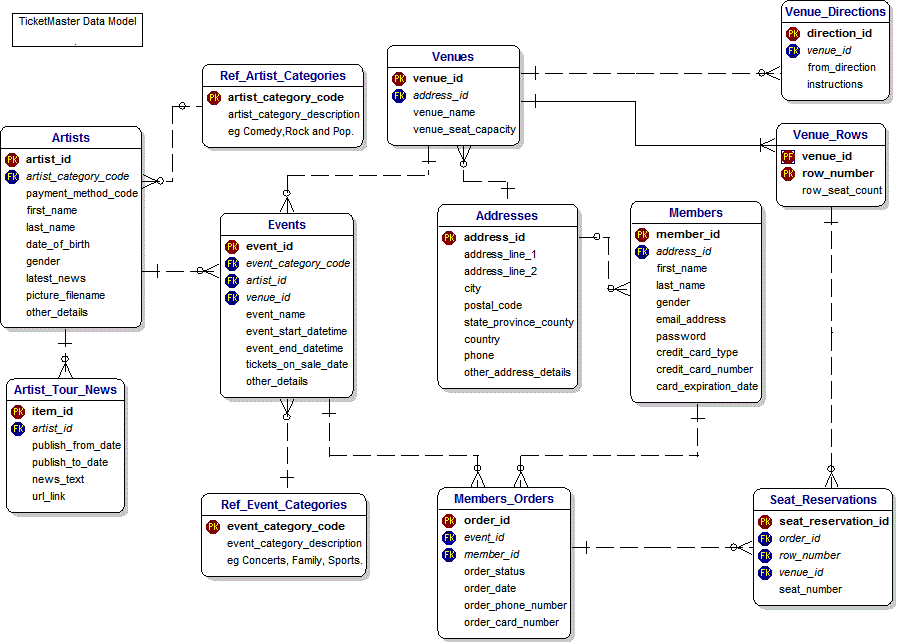 TicketMaster Data Model
.
Venue_Directions
PK direction_id
FK venue_id
from_direction
instructions
Venues
PK venue_id
FK address_id
venue_name
venue_seat_capacity
Ref_Artist_Categories
PK artist_category_code
artist_category_description
eg Comedy,Rock and Pop.
Artists
PK artist_id
FK artist_category_code
payment_method_code
first_name
last_name
date_of_birth
gender
latest_news
picture_filename
other_details
Venue_Rows
PF venue_id
PK row_number
row_seat_count
Events
PK event_id
FK event_category_code
FK artist_id
FK venue_id
event_name
event_start_datetime
event_end_datetime
tickets_on_sale_date
other_details
Addresses
PK address_id
address_line_1
address_line_2
city
postal_code
state_province_county
country
phone
other_address_details
Members
PK member_id
FK address_id
first_name
last_name
gender
email_address
password
credit_card_type
credit_card_number
card_expiration_date
Artist_Tour_News
PK item_id
FK artist_id
publish_from_date
publish_to_date
news_text
url_link
Ref_Event_Categories
PK event_category_code
event_category_description
eg Concerts, Family, Sports.
Members_Orders
PK order_id
FK event_id
FK member_id
order_status
order_date
order_phone_number
order_card_number
Seat_Reservations
PK seat_reservation_id
FK order_id
FK row_number
FK venue_id
seat_number